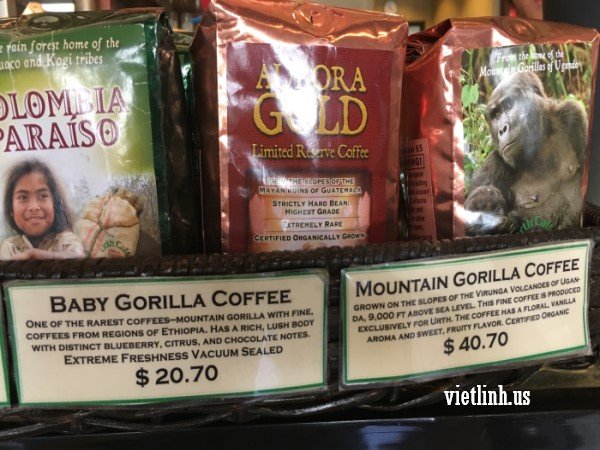 e rain forest home of the
uaco and Kogi tribes
OLOMBIA
PARAÍSO
AURORA
GOLD
Limited Reserve Coffee
FROM THE SLOPES OF THE
MAYAN RUINS OF GUATEMALA
STRICTLY HARD BEAN:
HIGHEST GRADE
EXTREMELY RARE
CERTIFIED ORGANICALLY GROWN
From the home of the
Mountain Gorillas of Uganda
BABY GORILLA COFFEE
ONE OF THE RAREST COFFEES--MOUNTAIN GORILLA WITH FINE,
COFFEES FROM REGIONS OF ETHIOPIA. HAS A RICH, LUSH BODY
WITH DISTINCT BLUEBERRY, CITRUS, AND CHOCOLATE NOTES.
EXTREME FRESHNESS VACUUM SEALED
$ 20.70
MOUNTAIN GORILLA COFFEE
GROWN ON THE SLOPES OF THE VIRUNGA VOLCANOES OF UGAN-
DA, 9,000 FT ABOVE SEA LEVEL. THIS FINE COFFEE IS PRODUCED
EXCLUSIVELY FOR URTH. THE COFFEE HAS A FLORAL, VANILLA
AROMA AND SWEET, FRUITY FLAVOR. CERTIFIED ORGANIC
$ 40.70
vietlinh.us